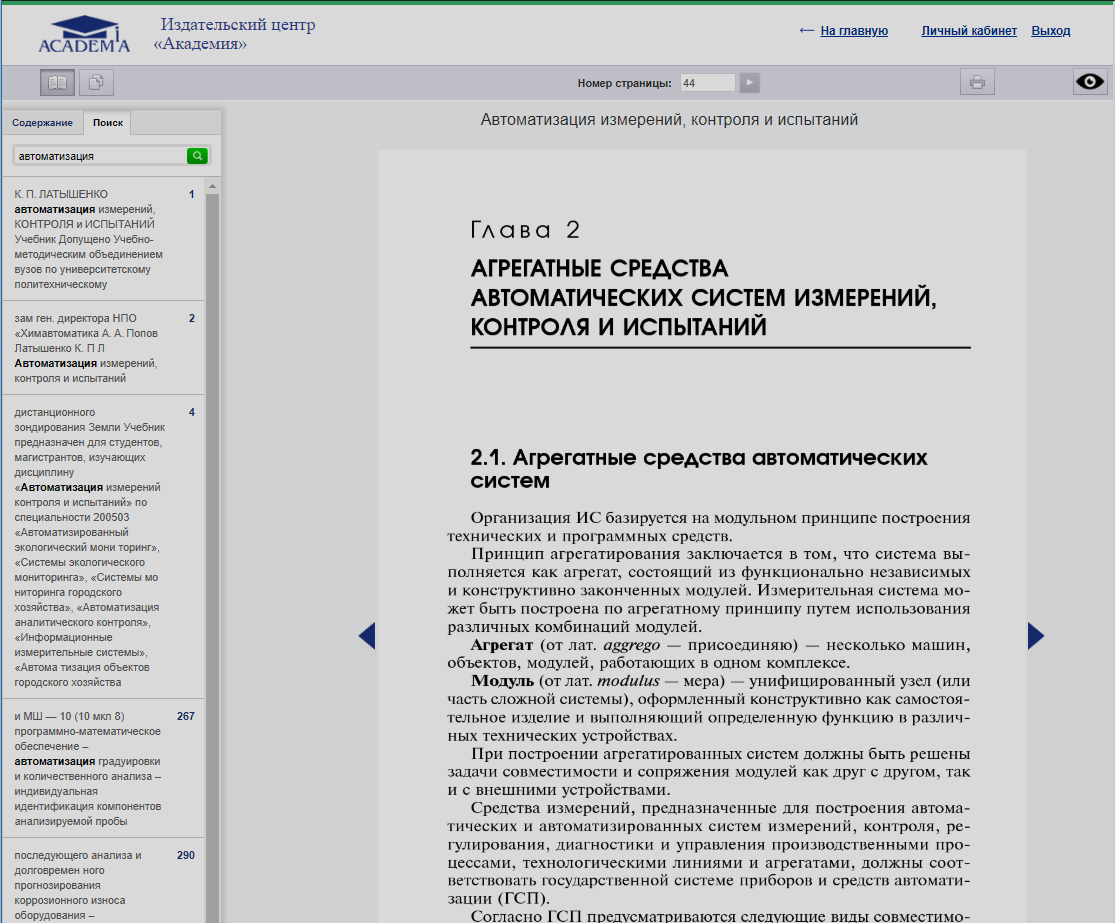 ACADEMA
Издательский центр
«Академия»
← На главную
Личный кабинет
Выход
Номер страницы:
44
Содержание
Поиск
автоматизация
К. П. ЛАТЫШЕНКО
1
автоматизация измерений,
КОНТРОЛЯ и ИСПЫТАНИЙ
Учебник Допущено Учебно-
методическим объединением
вузов по университетскому
политехническому
зам ген. директора НПО
2
«Химавтоматика А. А. Попов
Латышенко К. П Л
Автоматизация измерений,
контроля и испытаний
дистанционного
4
зондирования Земли Учебник
предназначен для студентов,
магистрантов, изучающих
дисциплину
«Автоматизация измерений
контроля и испытаний» по
специальности 200503
«Автоматизированный
экологический мони торинг»,
«Системы экологического
мониторинга», «Системы мо
ниторинга городского
хозяйства», «Автоматизация
аналитического контроля»,
«Информационные
измерительные системы»,
«Автома тизация объектов
городского хозяйства
и МШ — 10 (10 мкл 8)
267
программно-математическое
обеспечение –
автоматизация градуировки
и количественного анализа –
индивидуальная
идентификация компонентов
анализируемой пробы
последующего анализа и
290
долговремен ного
прогнозирования
коррозионного износа
оборудования –
Автоматизация измерений, контроля и испытаний
Глава 2
АГРЕГАТНЫЕ СРЕДСТВА
АВТОМАТИЧЕСКИХ СИСТЕМ ИЗМЕРЕНИЙ,
КОНТРОЛЯ И ИСПЫТАНИЙ
2.1. Агрегатные средства автоматических
систем
Организация ИС базируется на модульном принципе построения
технических и программных средств.
Принцип агрегатирования заключается в том, что система вы-
полняется как агрегат, состоящий из функционально независимых
и конструктивно законченных модулей. Измерительная система мо-
жет быть построена по агрегатному принципу путем использования
различных комбинаций модулей.
Агрегат (от лат. aggrego — присоединяю) — несколько машин,
объектов, модулей, работающих в одном комплексе.
Модуль (от лат. modulus — мера) — унифицированный узел (или
часть сложной системы), оформленный конструктивно как самостоя-
тельное изделие и выполняющий определенную функцию в различ-
ных технических устройствах.
При построении агрегатированных систем должны быть решены
задачи совместимости и сопряжения модулей как друг с другом, так
и с внешними устройствами.
Средства измерений, предназначенные для построения автома-
тических и автоматизированных систем измерений, контроля, ре-
гулирования, диагностики и управления производственными про-
цессами, технологическими линиями и агрегатами, должны соот-
ветствовать государственной системе приборов и средств автомати-
зации (ГСП).
Согласно ГСП предусматриваются следующие виды совместимо-